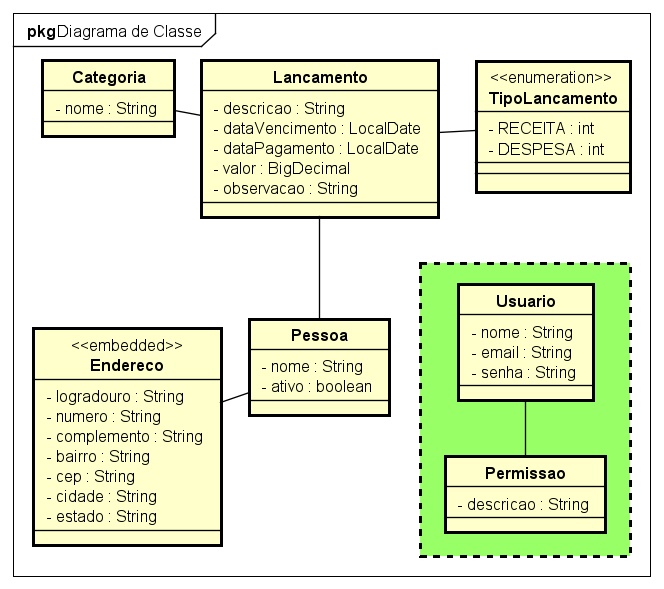 pkg Diagrama de Classe
Categoria
- nome : String
Lancamento
- descricao : String
- dataVencimento : LocalDate
- dataPagamento : LocalDate
- valor : BigDecimal
- observacao : String
<<enumeration>>
TipoLancamento
- RECEITA : int
- DESPESA : int
<<embedded>>
Endereco
- logradouro : String
- numero : String
- complemento : String
- bairro : String
- cep : String
- cidade : String
- estado : String
Pessoa
- nome : String
- ativo : boolean
Usuario
- nome : String
- email : String
- senha : String
Permissao
- descricao : String